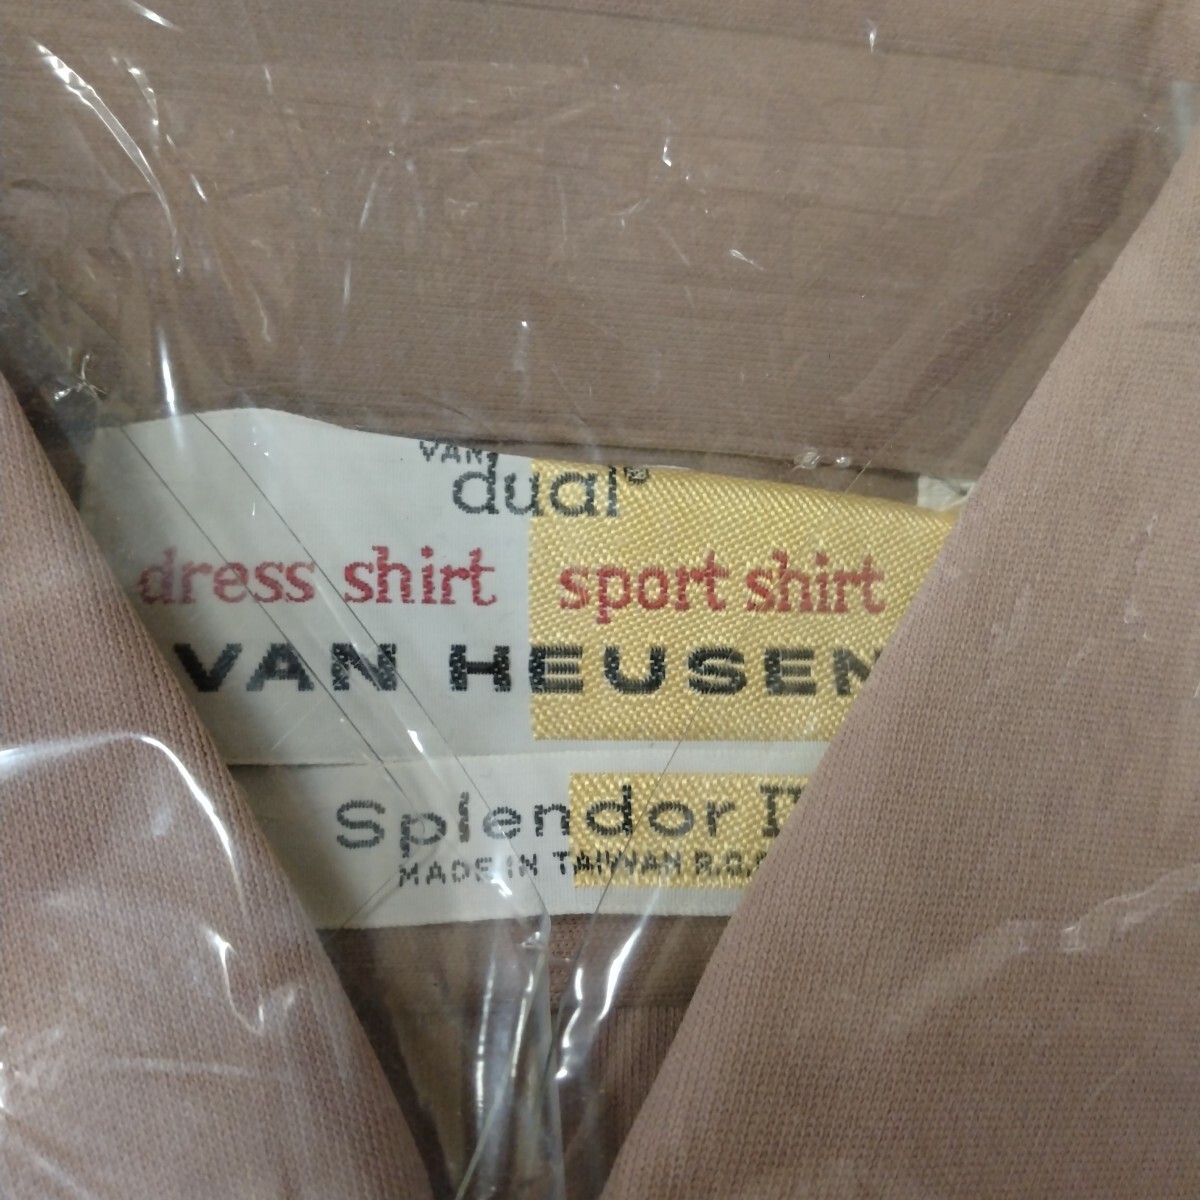 VAN
dual®
dress shirt sport shirt
VAN HEUSEN
Splendor
MADE IN TAIWAN R.O.